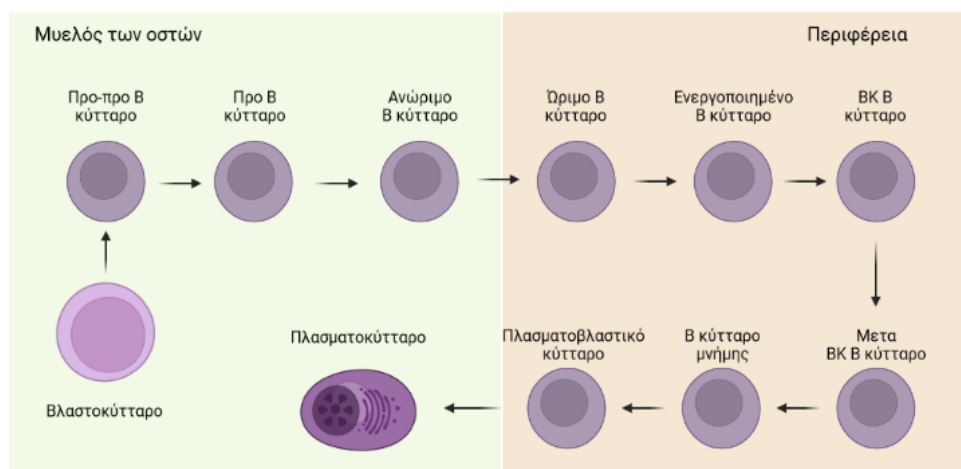 Μυελός των οστών
Περιφέρεια
Προ-προ Β
κύτταρο
Προ Β
κύτταρο
Ανώριμο
Β κύτταρο
Ώριμο Β
κύτταρο
Ενεργοποιημένο
Β κύτταρο
ΒΚ Β
κύτταρο
Βλαστοκύτταρο
Πλασματοκύτταρο
Πλασματοβλαστικό
κύτταρο
Β κύτταρο
μνήμης
Μετα
ΒΚ Β κύτταρο